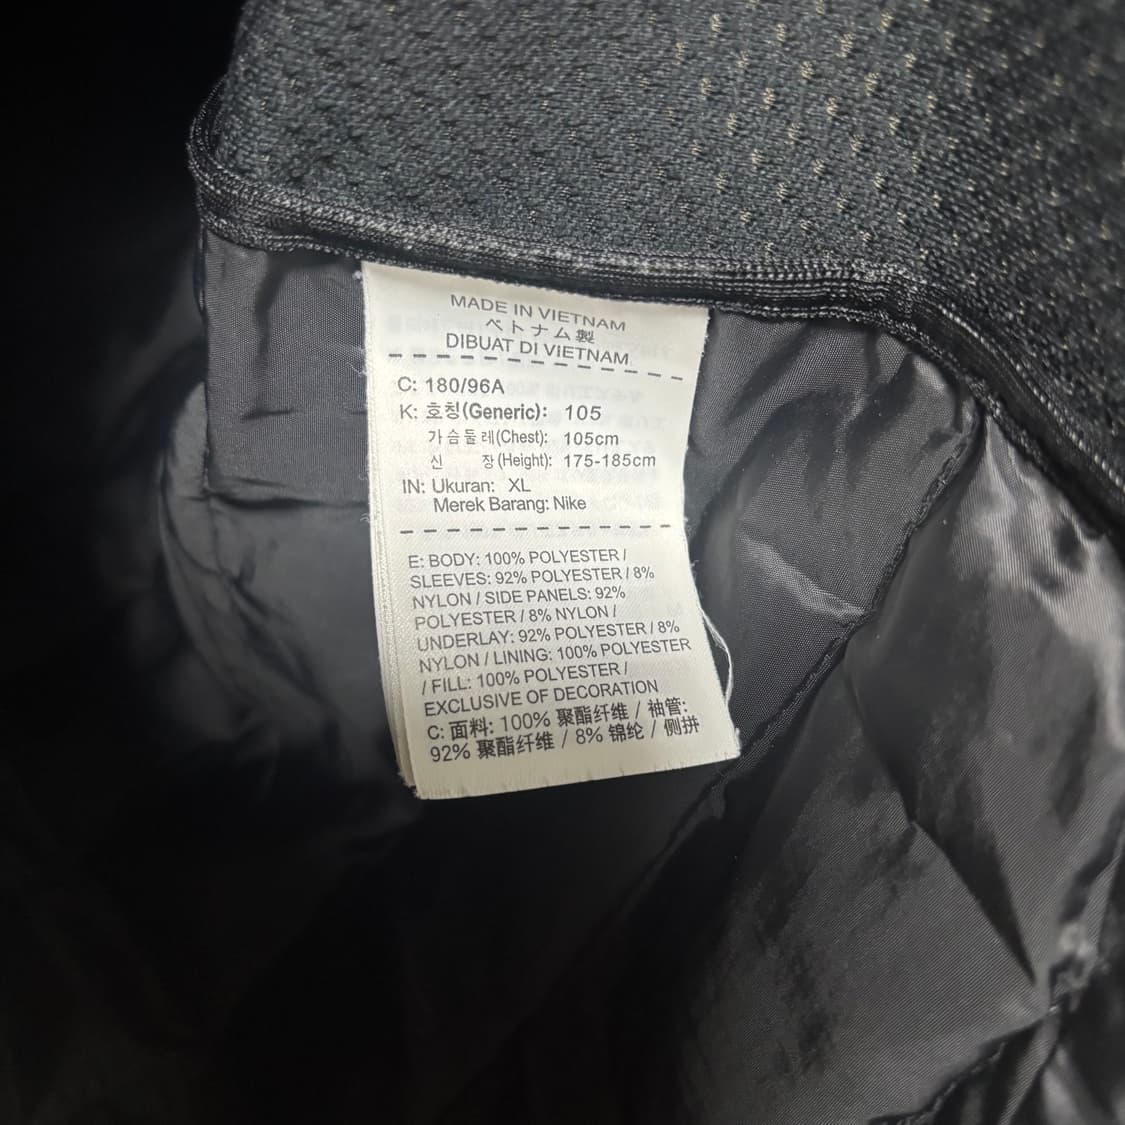 MADE IN VIETNAM
ベトナム製
DIBUAT DI VIETNAM
C: 180/96A
K: 호칭(Generic): 105
가슴둘레(Chest): 105cm
신 장(Height): 175-185cm
IN: Ukuran: XL
Merek Barang: Nike
E: BODY: 100% POLYESTER /
SLEEVES: 92% POLYESTER / 8%
NYLON / SIDE PANELS: 92%
POLYESTER / 8% NYLON /
UNDERLAY: 92% POLYESTER / 8%
NYLON / LINING: 100% POLYESTER
/ FILL: 100% POLYESTER /
EXCLUSIVE OF DECORATION
C: 面料: 100% 聚酯纤维 / 袖管:
92% 聚酯纤维 / 8% 锦纶 / 侧拼